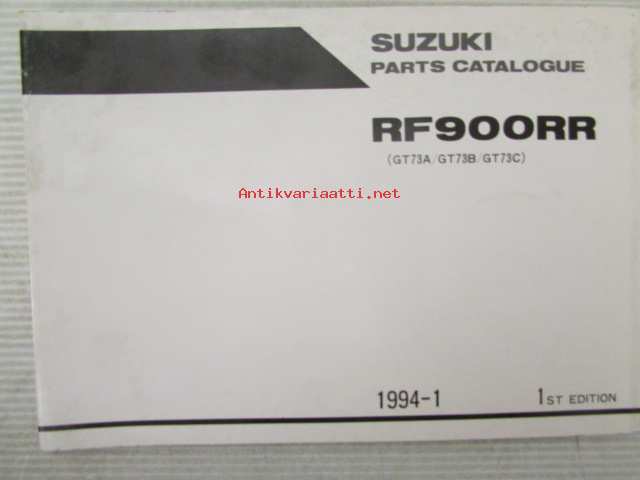 SUZUKI
PARTS CATALOGUE
RF900RR
(GT73A/GT73B/GT73C)
Antikvariaatti.net
1994-1 1ST EDITION